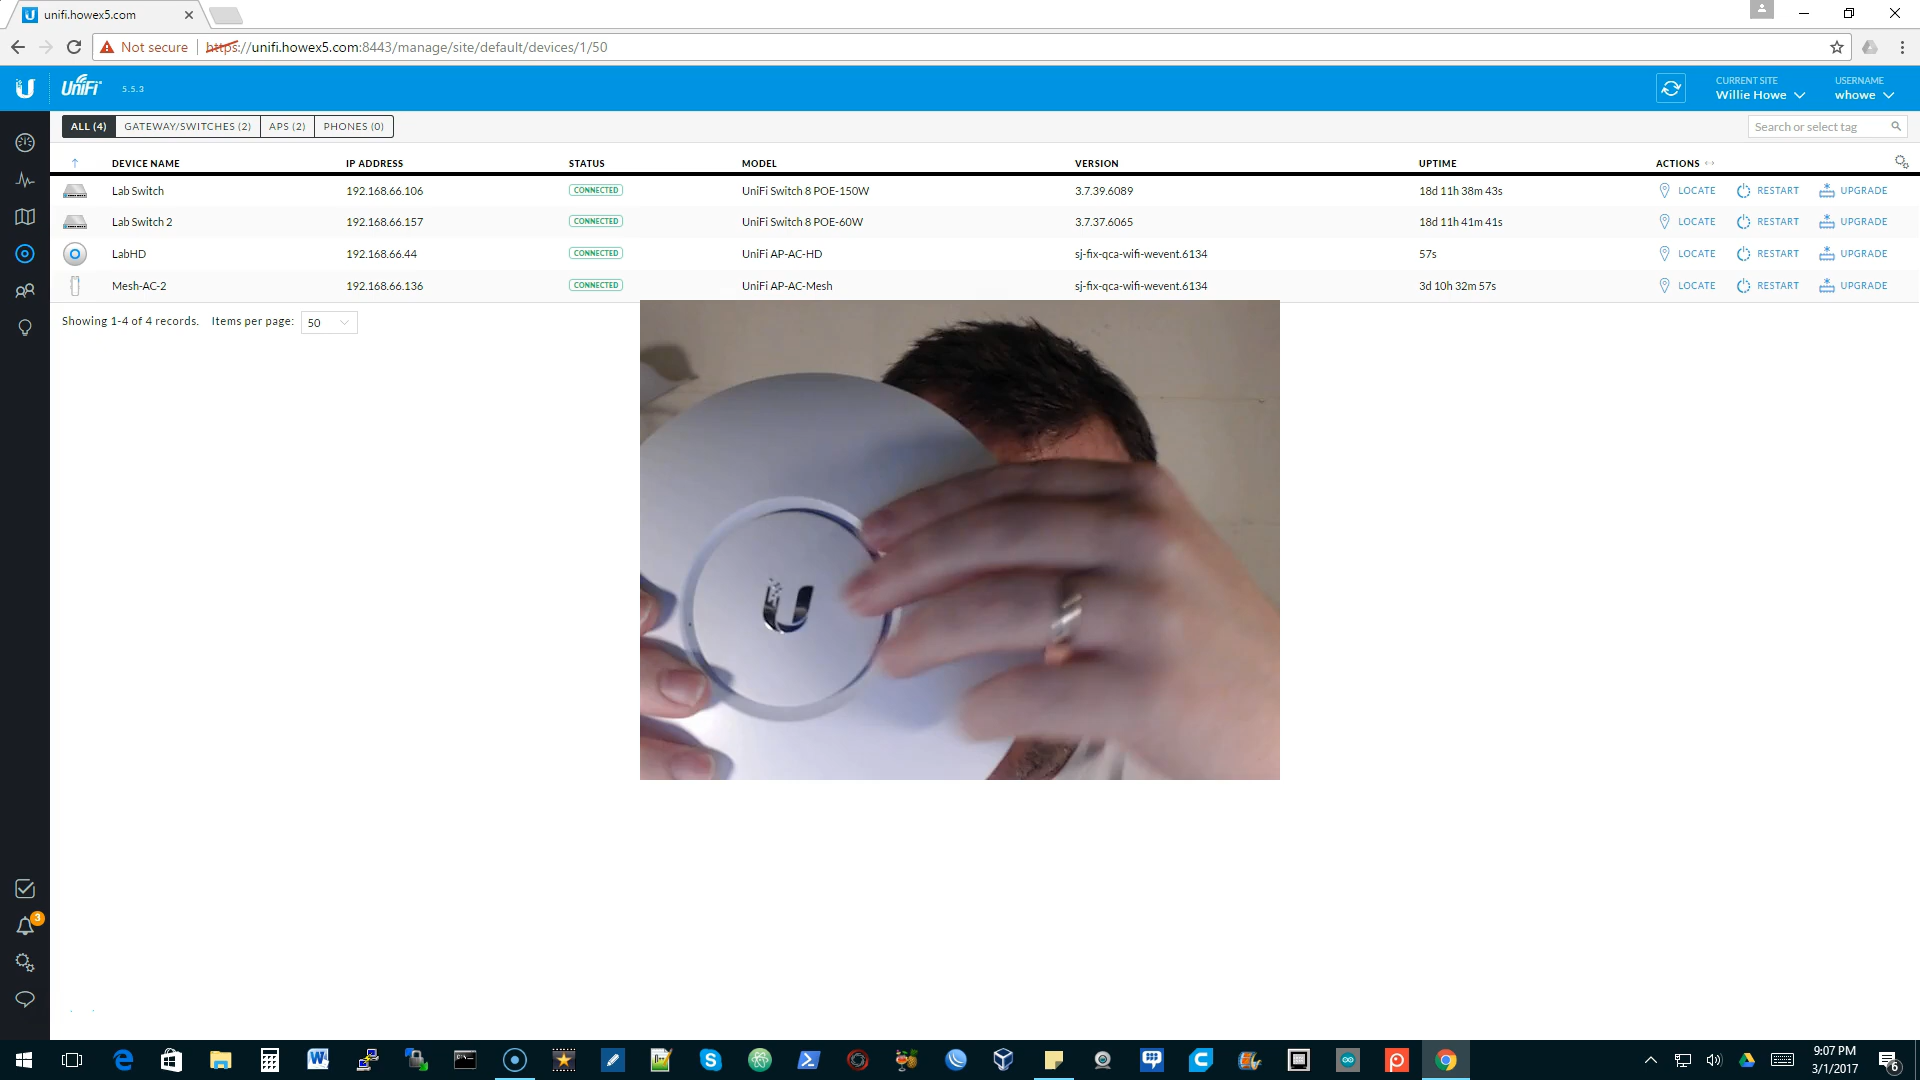 unifi.howex5.com
Not secure https://unifi.howex5.com:8443/manage/site/default/devices/1/50
UniFi 5.5.3
CURRENT SITE
Willie Howe
USERNAME
whowe
ALL (4) GATEWAY/SWITCHES (2) APS (2) PHONES (0)
Search or select tag
DEVICE NAME IP ADDRESS STATUS MODEL VERSION UPTIME ACTIONS
Lab Switch 192.168.66.106 CONNECTED UniFi Switch 8 POE-150W 3.7.39.6089 18d 11h 38m 43s LOCATE RESTART UPGRADE
Lab Switch 2 192.168.66.157 CONNECTED UniFi Switch 8 POE-60W 3.7.37.6065 18d 11h 41m 41s LOCATE RESTART UPGRADE
LabHD 192.168.66.44 CONNECTED UniFi AP-AC-HD sj-fix-qca-wifi-wevent.6134 57s LOCATE RESTART UPGRADE
Mesh-AC-2 192.168.66.136 CONNECTED UniFi AP-AC-Mesh sj-fix-qca-wifi-wevent.6134 3d 10h 32m 57s LOCATE RESTART UPGRADE
Showing 1-4 of 4 records. Items per page: 50
3
9:07 PM
3/1/2017
6